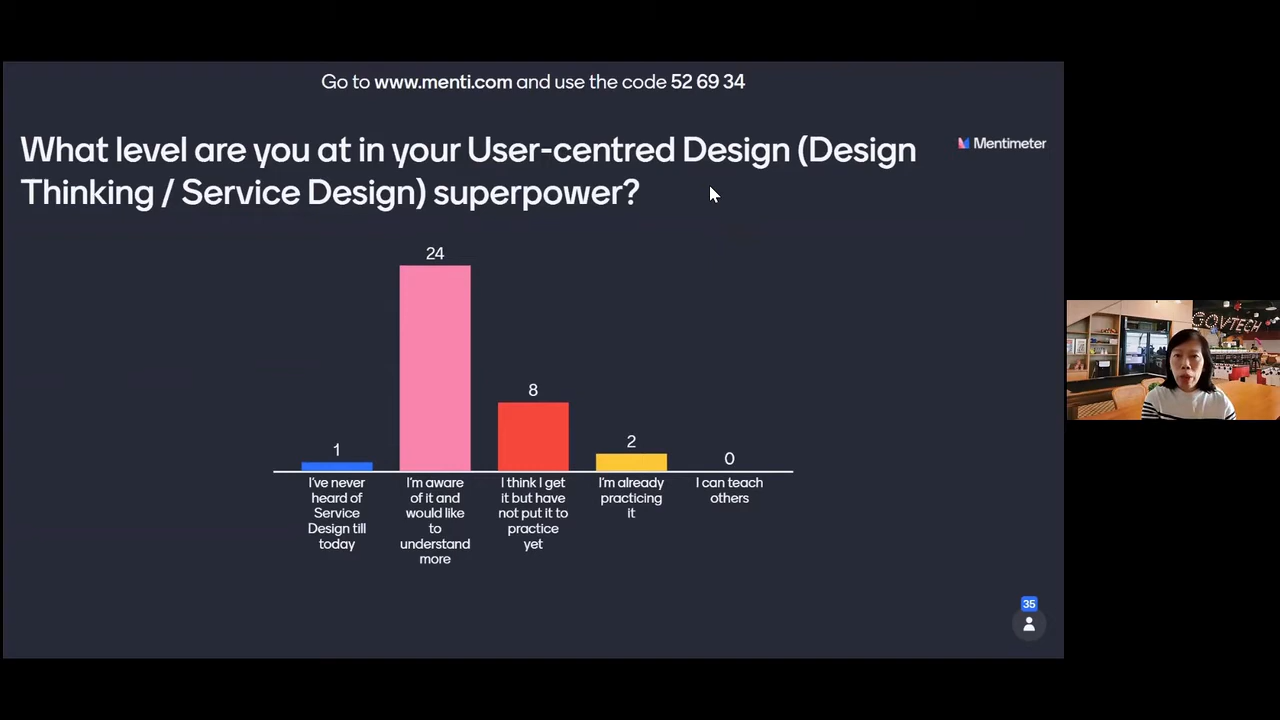 Go to www.menti.com and use the code 52 69 34
What level are you at in your User-centred Design (Design
Thinking / Service Design) superpower?
Mentimeter
24
8
2
1
0
I've never
heard of
Service
Design till
today
I'm aware
of it and
would like
to
understand
more
I think I get
it but have
not put it to
practice
yet
I'm already
practicing
it
I can teach
others
35
GOVTECH